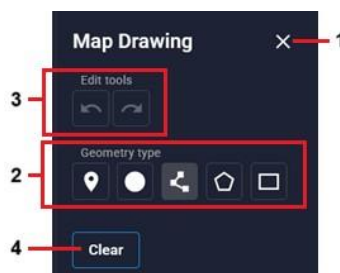 Map Drawing 1
Edit tools
3
Geometry type
2
4 Clear